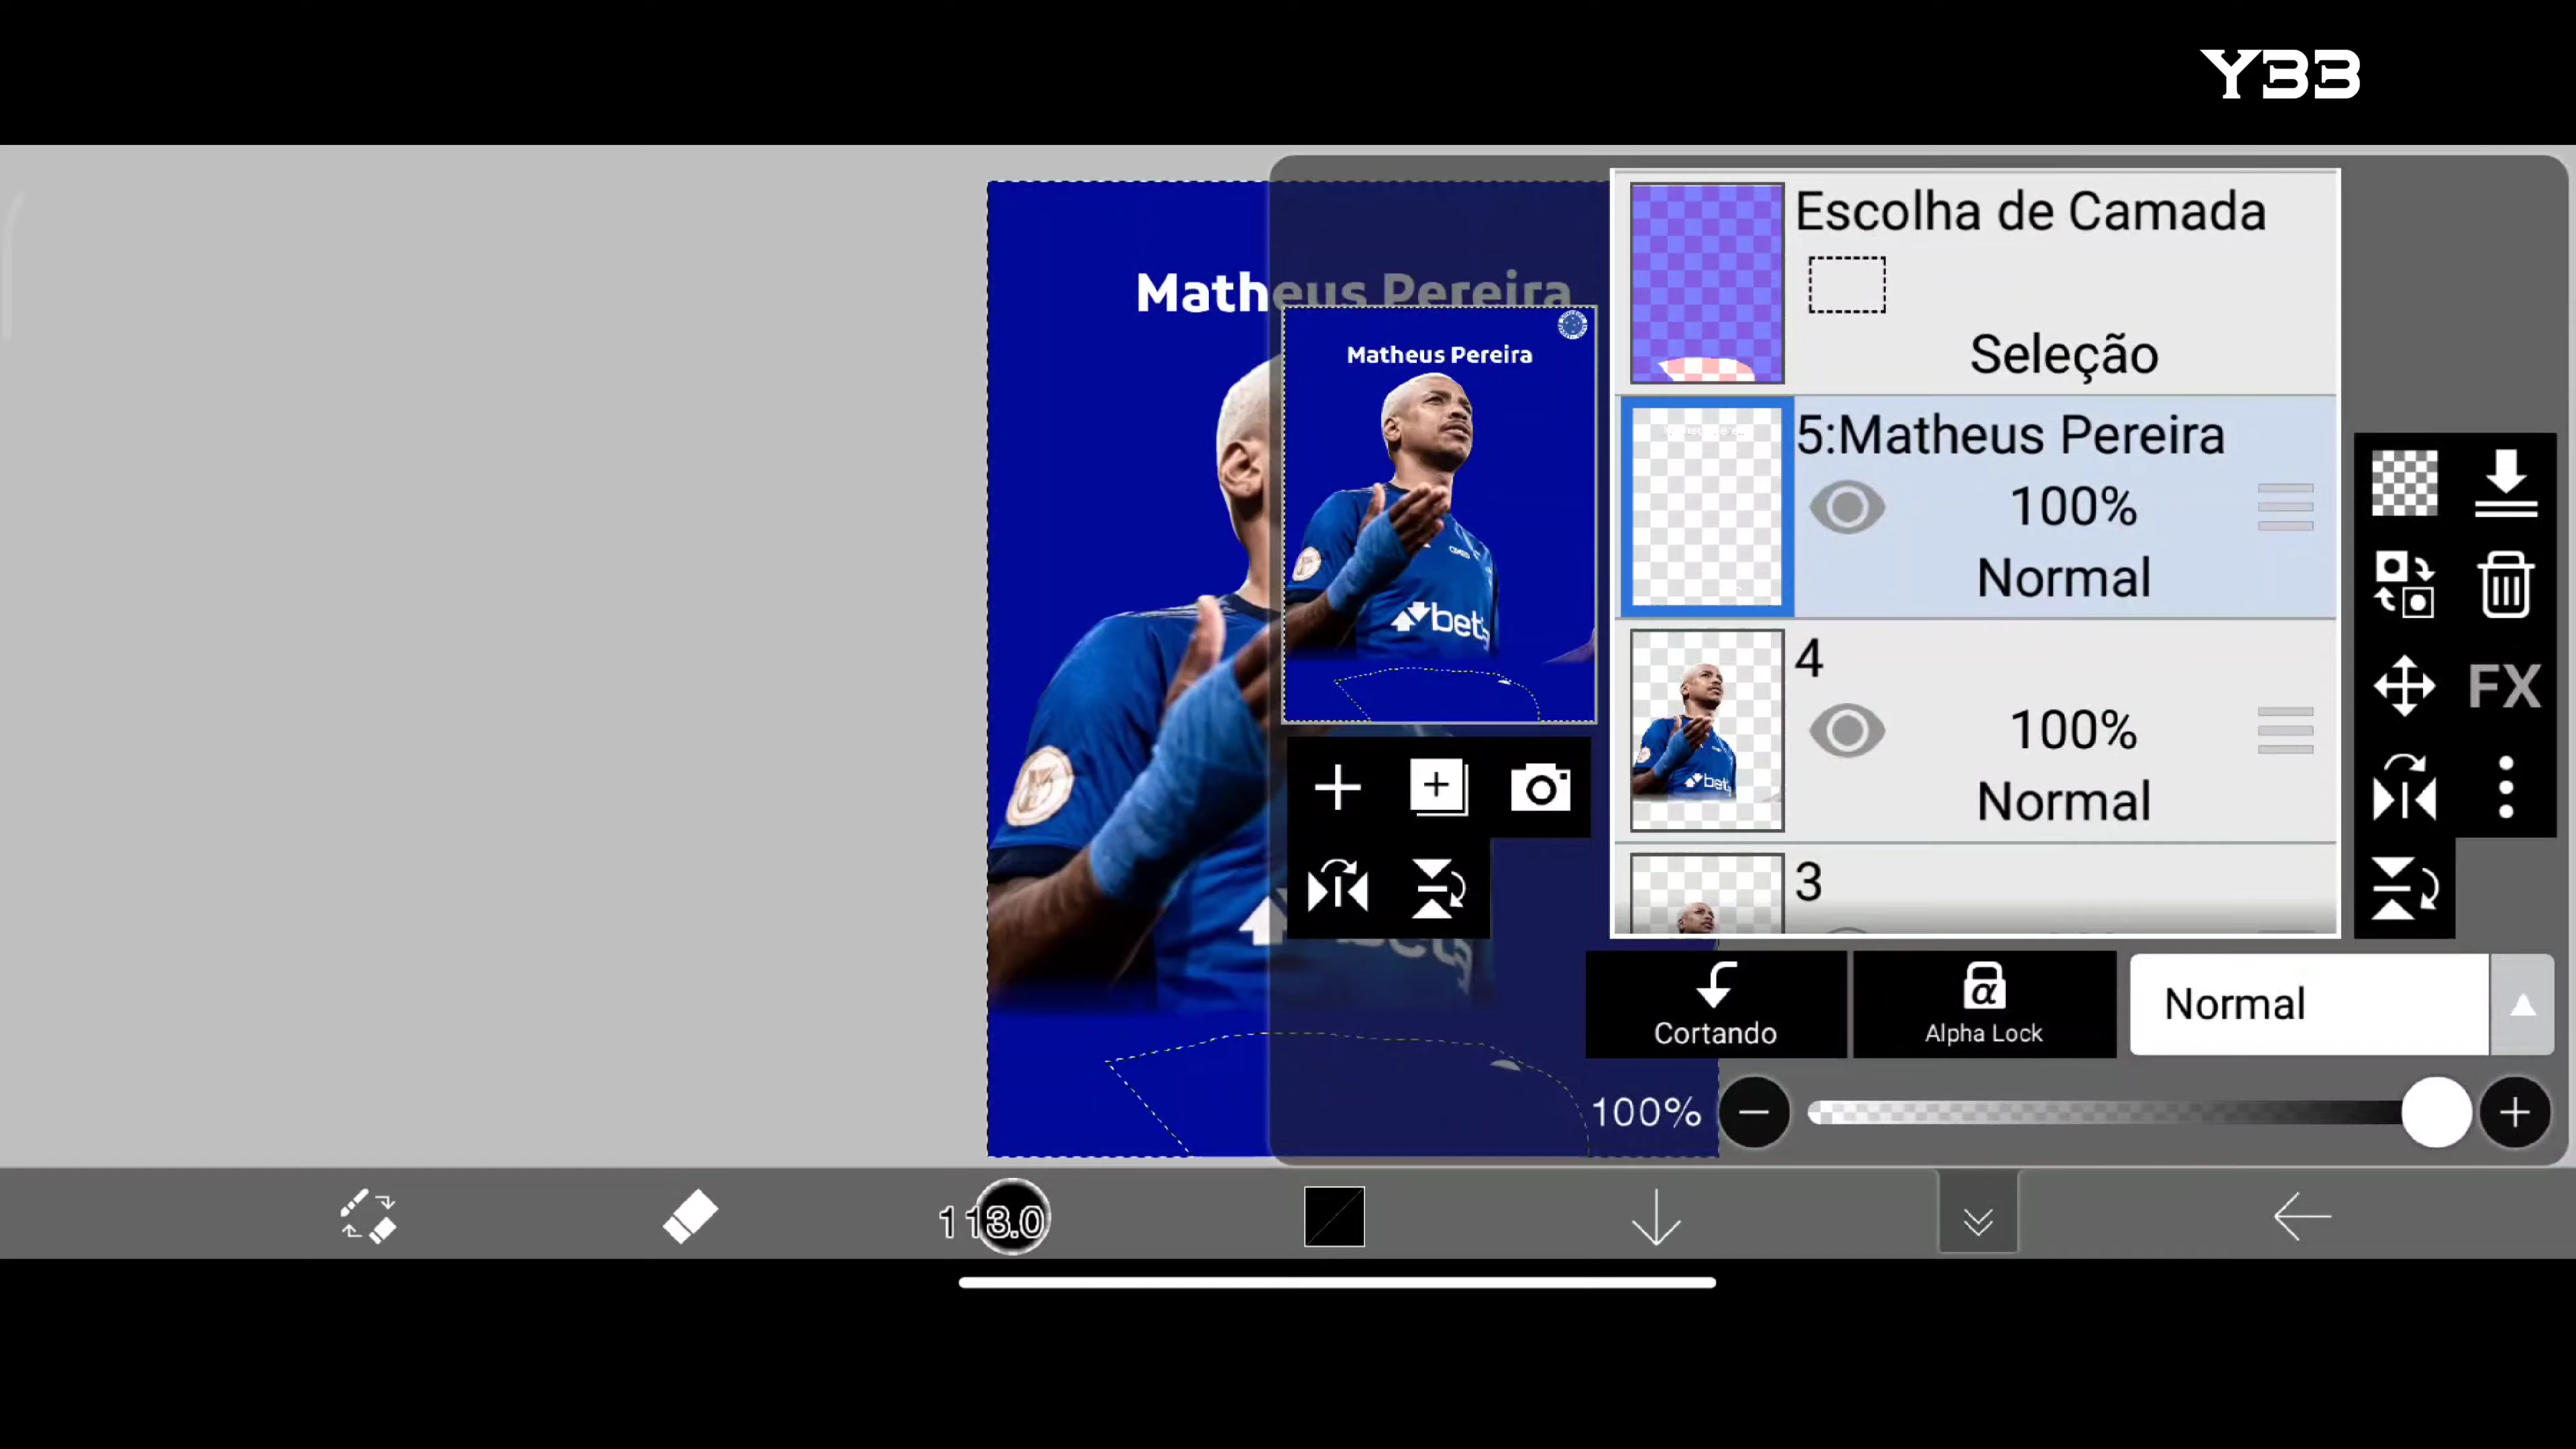 Y33
Matheus Pereira
Matheus Pereira
bet
Escolha de Camada
Seleção
5:Matheus Pereira
100%
Normal
4
100%
Normal
3
FX
Cortando
α
Alpha Lock
Normal
100%
113.0